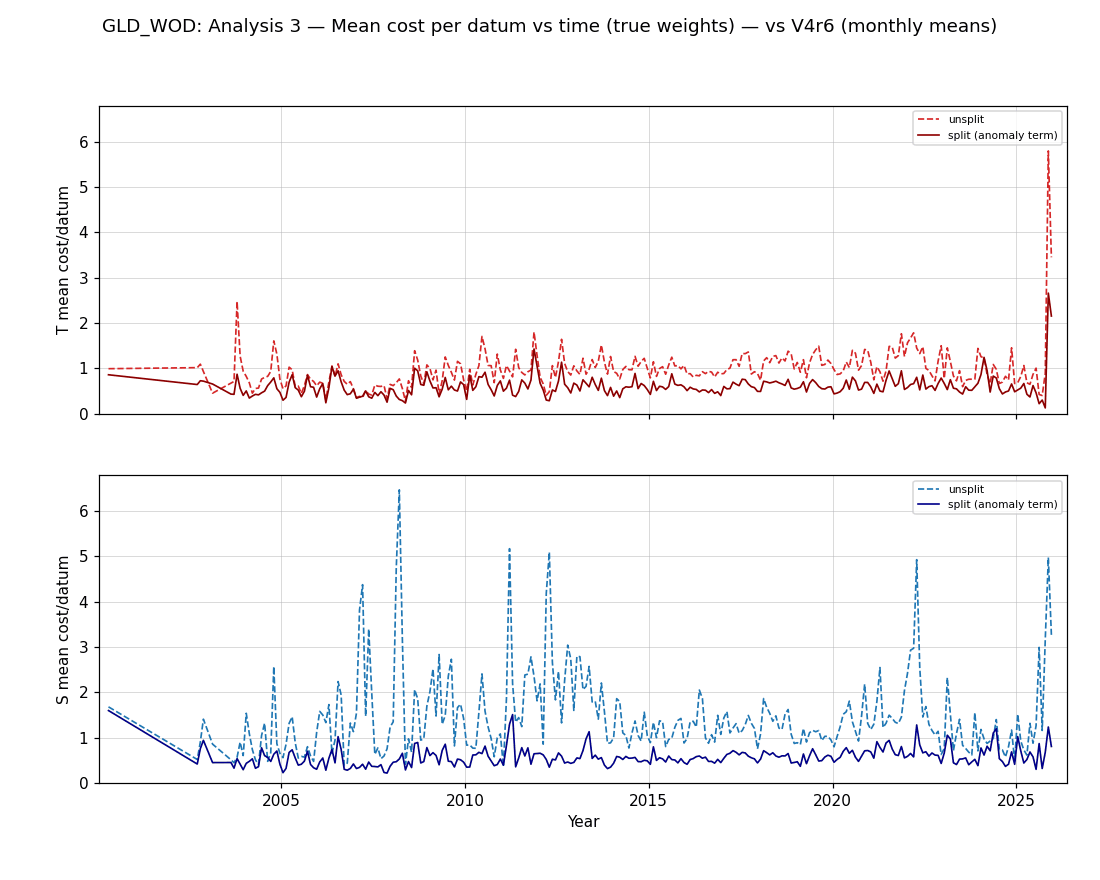 GLD_WOD: Analysis 3 — Mean cost per datum vs time (true weights) — vs V4r6 (monthly means)
T mean cost/datum
6
5
4
3
2
1
0
unsplit
split (anomaly term)
S mean cost/datum
6
5
4
3
2
1
0
unsplit
split (anomaly term)
2005
2010
2015
2020
2025
Year